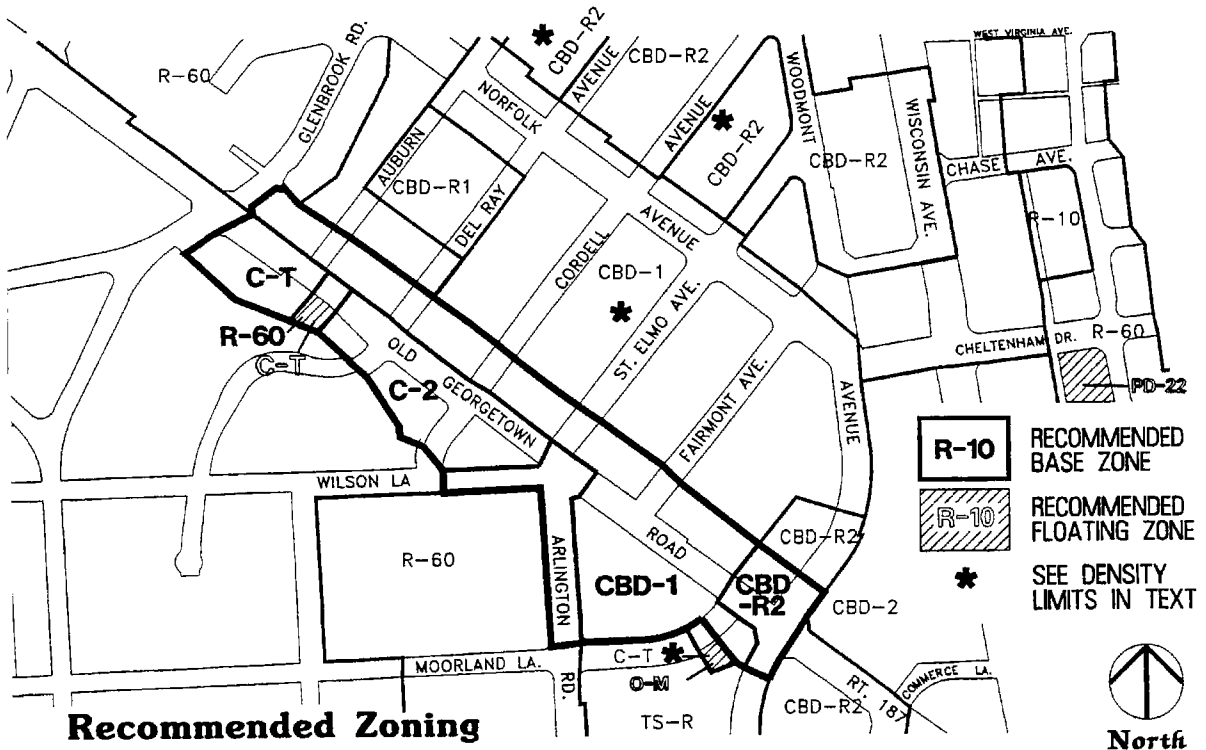 WEST VIRGINIA AVE.
CBD-R2
*
R-60
GLENBROOK RD.
AVENUE
CBD-R2
NORFOLK
AVENUE
*
CBD-R2
WOODMONT
CBD-R2
WISCONSIN AVE.
CHASE AVE.
AUBURN
CBD-R1
DEL RAY
R-10
CORDELL
AVENUE
CBD-1
*
ST. ELMO AVE.
C-T
R-60
C-T
OLD
GEORGETOWN
C-2
FAIRMONT AVE.
AVENUE
CHELTENHAM DR.
R-60
PD-22
WILSON LA
R-60
ARLINGTON
ROAD
CBD-R2
CBD-1
CBD
-R2
CBD-2
C-T
*
O-M
MOORLAND LA.
RD.
TS-R
CBD-R2
RT. 187
COMMERCE LA.
R-10
RECOMMENDED
BASE ZONE
R-10
RECOMMENDED
FLOATING ZONE
*
SEE DENSITY
LIMITS IN TEXT
Recommended Zoning
North